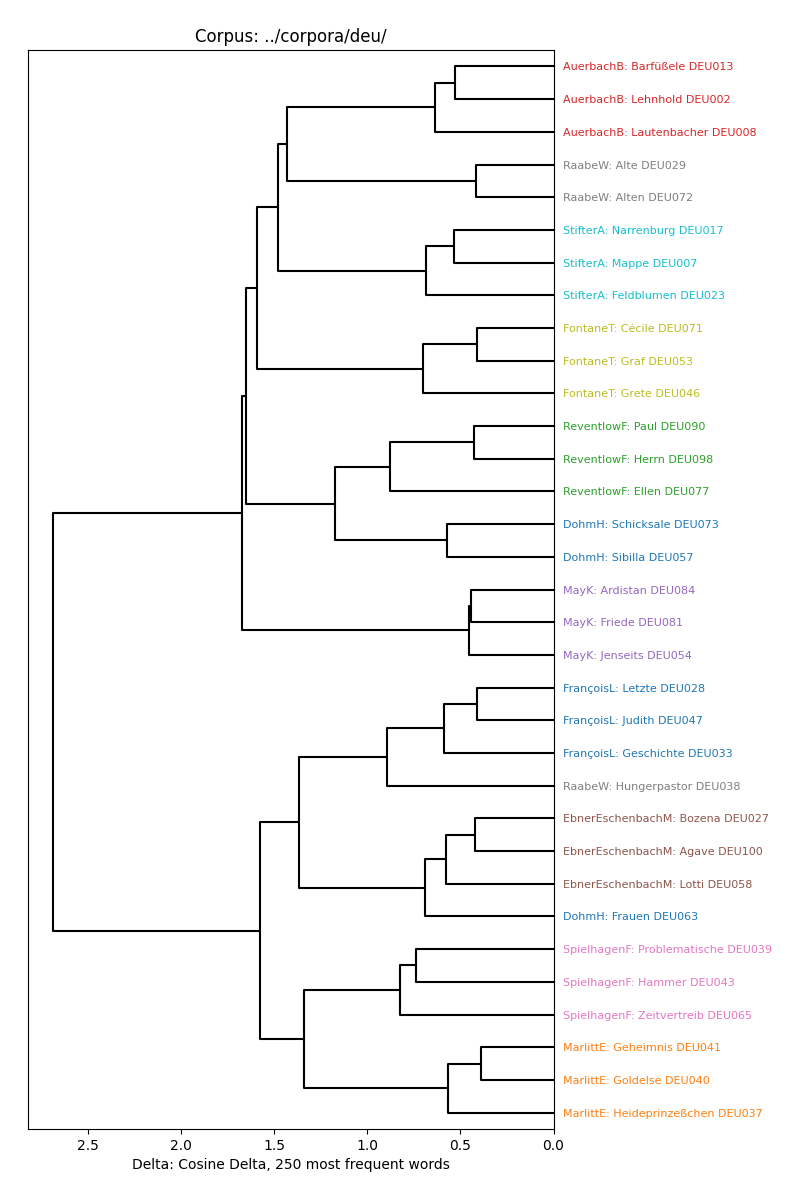 Corpus: ../corpora/deu/
AuerbachB: Barfüßele DEU013
AuerbachB: Lehnhold DEU002
AuerbachB: Lautenbacher DEU008
RaabeW: Alte DEU029
RaabeW: Alten DEU072
StifterA: Narrenburg DEU017
StifterA: Mappe DEU007
StifterA: Feldblumen DEU023
FontaneT: Cécile DEU071
FontaneT: Graf DEU053
FontaneT: Grete DEU046
ReventlowF: Paul DEU090
ReventlowF: Herrn DEU098
ReventlowF: Ellen DEU077
DohmH: Schicksale DEU073
DohmH: Sibilla DEU057
MayK: Ardistan DEU084
MayK: Friede DEU081
MayK: Jenseits DEU054
FrançoisL: Letzte DEU028
FrançoisL: Judith DEU047
FrançoisL: Geschichte DEU033
RaabeW: Hungerpastor DEU038
EbnerEschenbachM: Bozena DEU027
EbnerEschenbachM: Agave DEU100
EbnerEschenbachM: Lotti DEU058
DohmH: Frauen DEU063
SpielhagenF: Problematische DEU039
SpielhagenF: Hammer DEU043
SpielhagenF: Zeitvertreib DEU065
MarlittE: Geheimnis DEU041
MarlittE: Goldelse DEU040
MarlittE: Heideprinzeßchen DEU037
2.5 2.0 1.5 1.0 0.5 0.0
Delta: Cosine Delta, 250 most frequent words